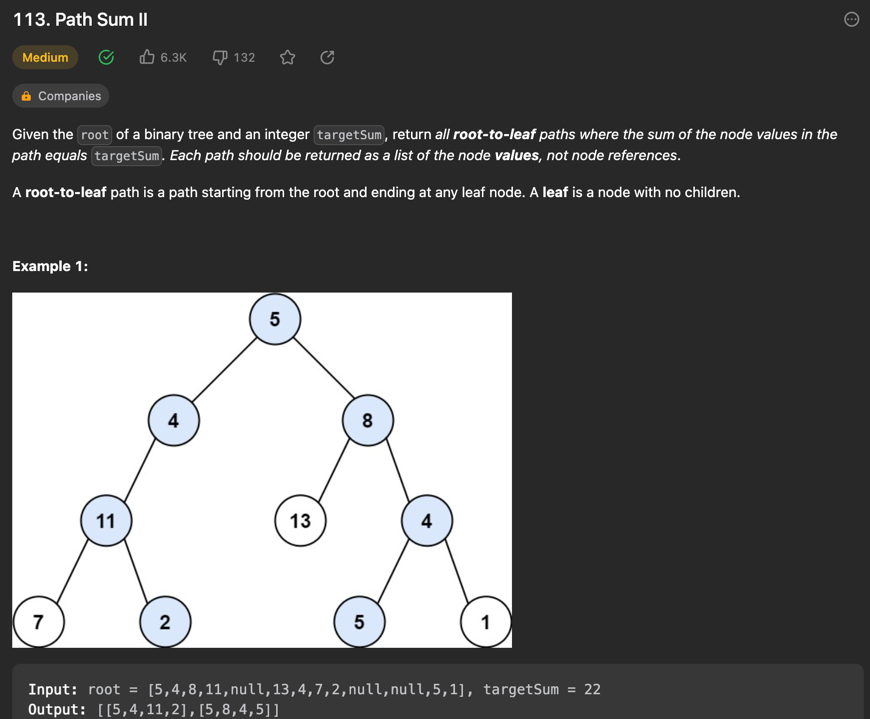 113. Path Sum II
Medium 6.3K 132
Companies
Given the root of a binary tree and an integer targetSum, return all root-to-leaf paths where the sum of the node values in the
path equals targetSum. Each path should be returned as a list of the node values, not node references.
A root-to-leaf path is a path starting from the root and ending at any leaf node. A leaf is a node with no children.
Example 1:
5
4 8
11 13 4
7 2 5 1
Input: root = [5,4,8,11,null,13,4,7,2,null,null,5,1], targetSum = 22
Output: [[5,4,11,2],[5,8,4,5]]